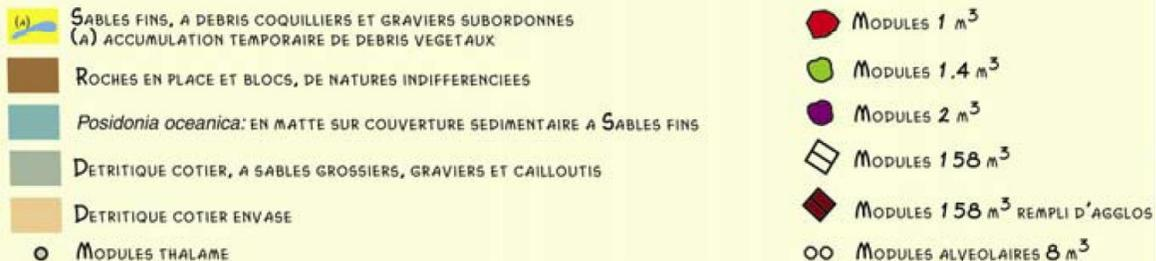 (a) Sables fins, a debris coquilliers et graviers subordonnes
(a) accumulation temporaire de debris vegetaux
Roches en place et blocs, de natures indifferenciees
Posidonia oceanica: en matte sur couverture sedimentaire a Sables fins
Detritique cotier, a sables grossiers, graviers et cailloutis
Detritique cotier envase
Modules thalame
Modules 1 m³
Modules 1.4 m³
Modules 2 m³
Modules 158 m³
Modules 158 m³ rempli d'agglos
Modules alveolaires 8 m³